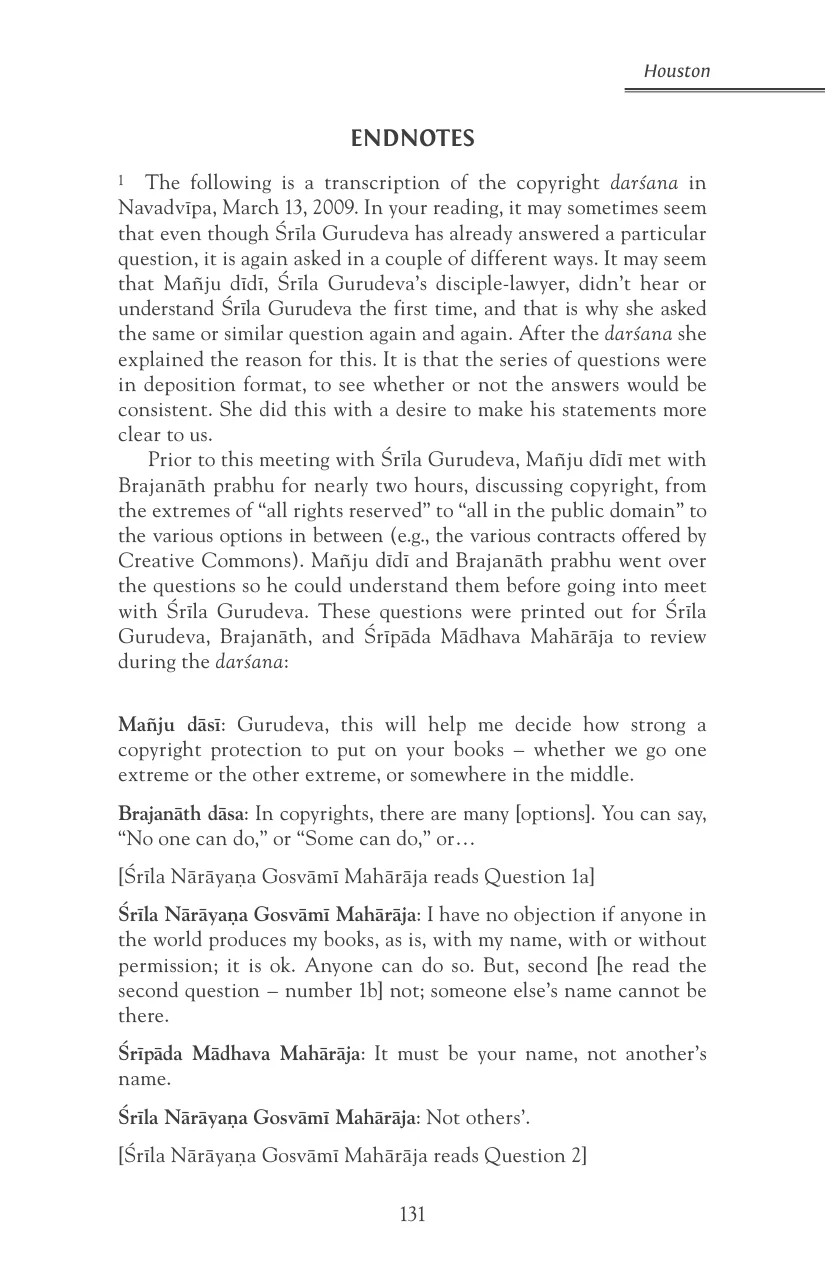 Houston
ENDNOTES
1 The following is a transcription of the copyright darśana in
Navadvīpa, March 13, 2009. In your reading, it may sometimes seem
that even though Śrīla Gurudeva has already answered a particular
question, it is again asked in a couple of different ways. It may seem
that Mañju dīdī, Śrīla Gurudeva’s disciple-lawyer, didn’t hear or
understand Śrīla Gurudeva the first time, and that is why she asked
the same or similar question again and again. After the darśana she
explained the reason for this. It is that the series of questions were
in deposition format, to see whether or not the answers would be
consistent. She did this with a desire to make his statements more
clear to us.
Prior to this meeting with Śrīla Gurudeva, Mañju dīdī met with
Brajanāth prabhu for nearly two hours, discussing copyright, from
the extremes of “all rights reserved” to “all in the public domain” to
the various options in between (e.g., the various contracts offered by
Creative Commons). Mañju dīdī and Brajanāth prabhu went over
the questions so he could understand them before going into meet
with Śrīla Gurudeva. These questions were printed out for Śrīla
Gurudeva, Brajanāth, and Śrīpāda Mādhava Mahārāja to review
during the darśana:
Mañju dāsī: Gurudeva, this will help me decide how strong a
copyright protection to put on your books – whether we go one
extreme or the other extreme, or somewhere in the middle.
Brajanāth dāsa: In copyrights, there are many [options]. You can say,
“No one can do,” or “Some can do,” or…
[Śrīla Nārāyaṇa Gosvāmī Mahārāja reads Question 1a]
Śrīla Nārāyaṇa Gosvāmī Mahārāja: I have no objection if anyone in
the world produces my books, as is, with my name, with or without
permission; it is ok. Anyone can do so. But, second [he read the
second question – number 1b] not; someone else’s name cannot be
there.
Śrīpāda Mādhava Mahārāja: It must be your name, not another’s
name.
Śrīla Nārāyaṇa Gosvāmī Mahārāja: Not others’.
[Śrīla Nārāyaṇa Gosvāmī Mahārāja reads Question 2]
131